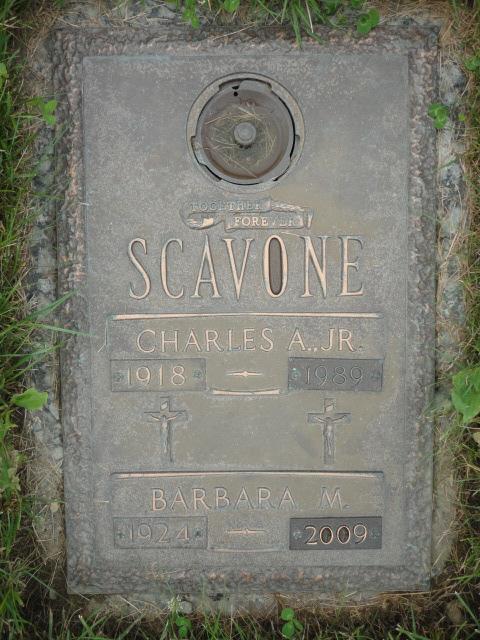 TOGETHER
FOREVER
SCAVONE
CHARLES A., JR.
1918 1989
BARBARA M.
1924 2009